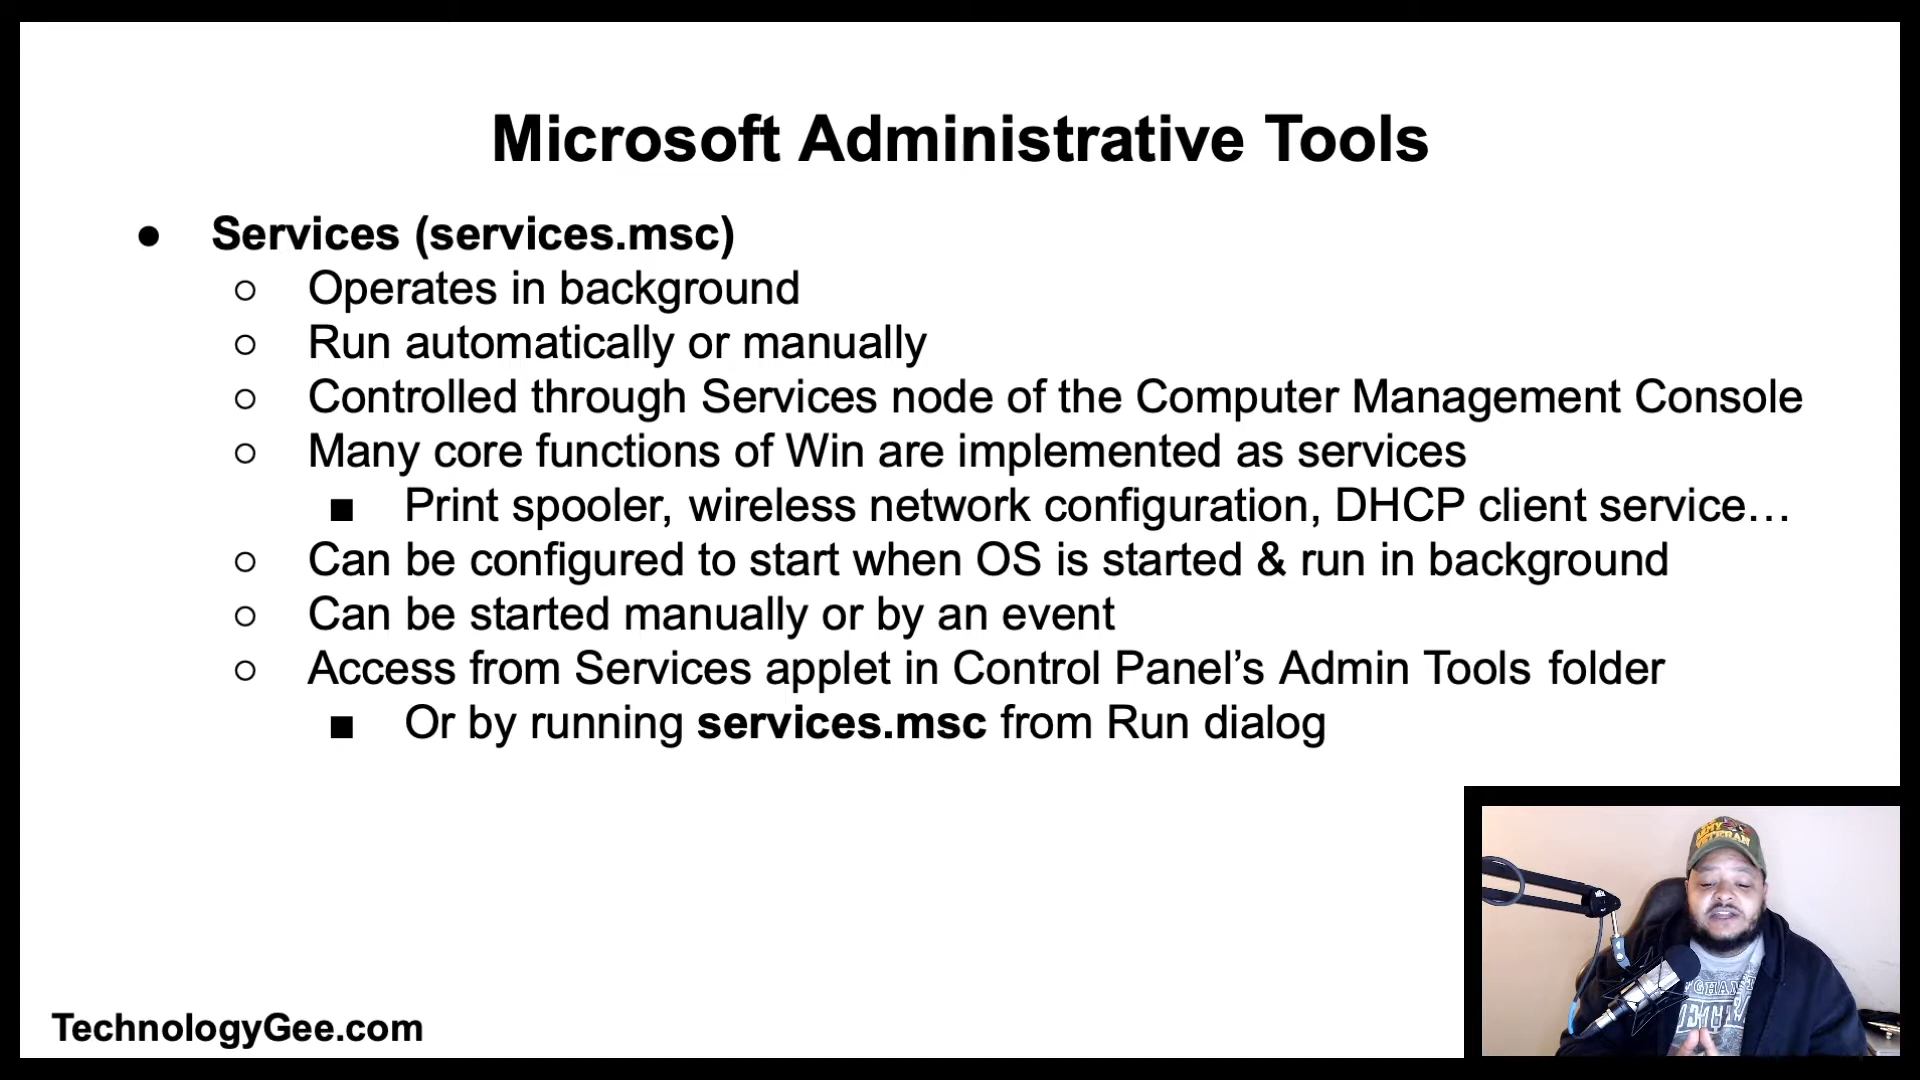 Microsoft Administrative Tools
● Services (services.msc)
○ Operates in background
○ Run automatically or manually
○ Controlled through Services node of the Computer Management Console
○ Many core functions of Win are implemented as services
■ Print spooler, wireless network configuration, DHCP client service…
○ Can be configured to start when OS is started & run in background
○ Can be started manually or by an event
○ Access from Services applet in Control Panel’s Admin Tools folder
■ Or by running services.msc from Run dialog
ARMY
VETERAN
TechnologyGee.com